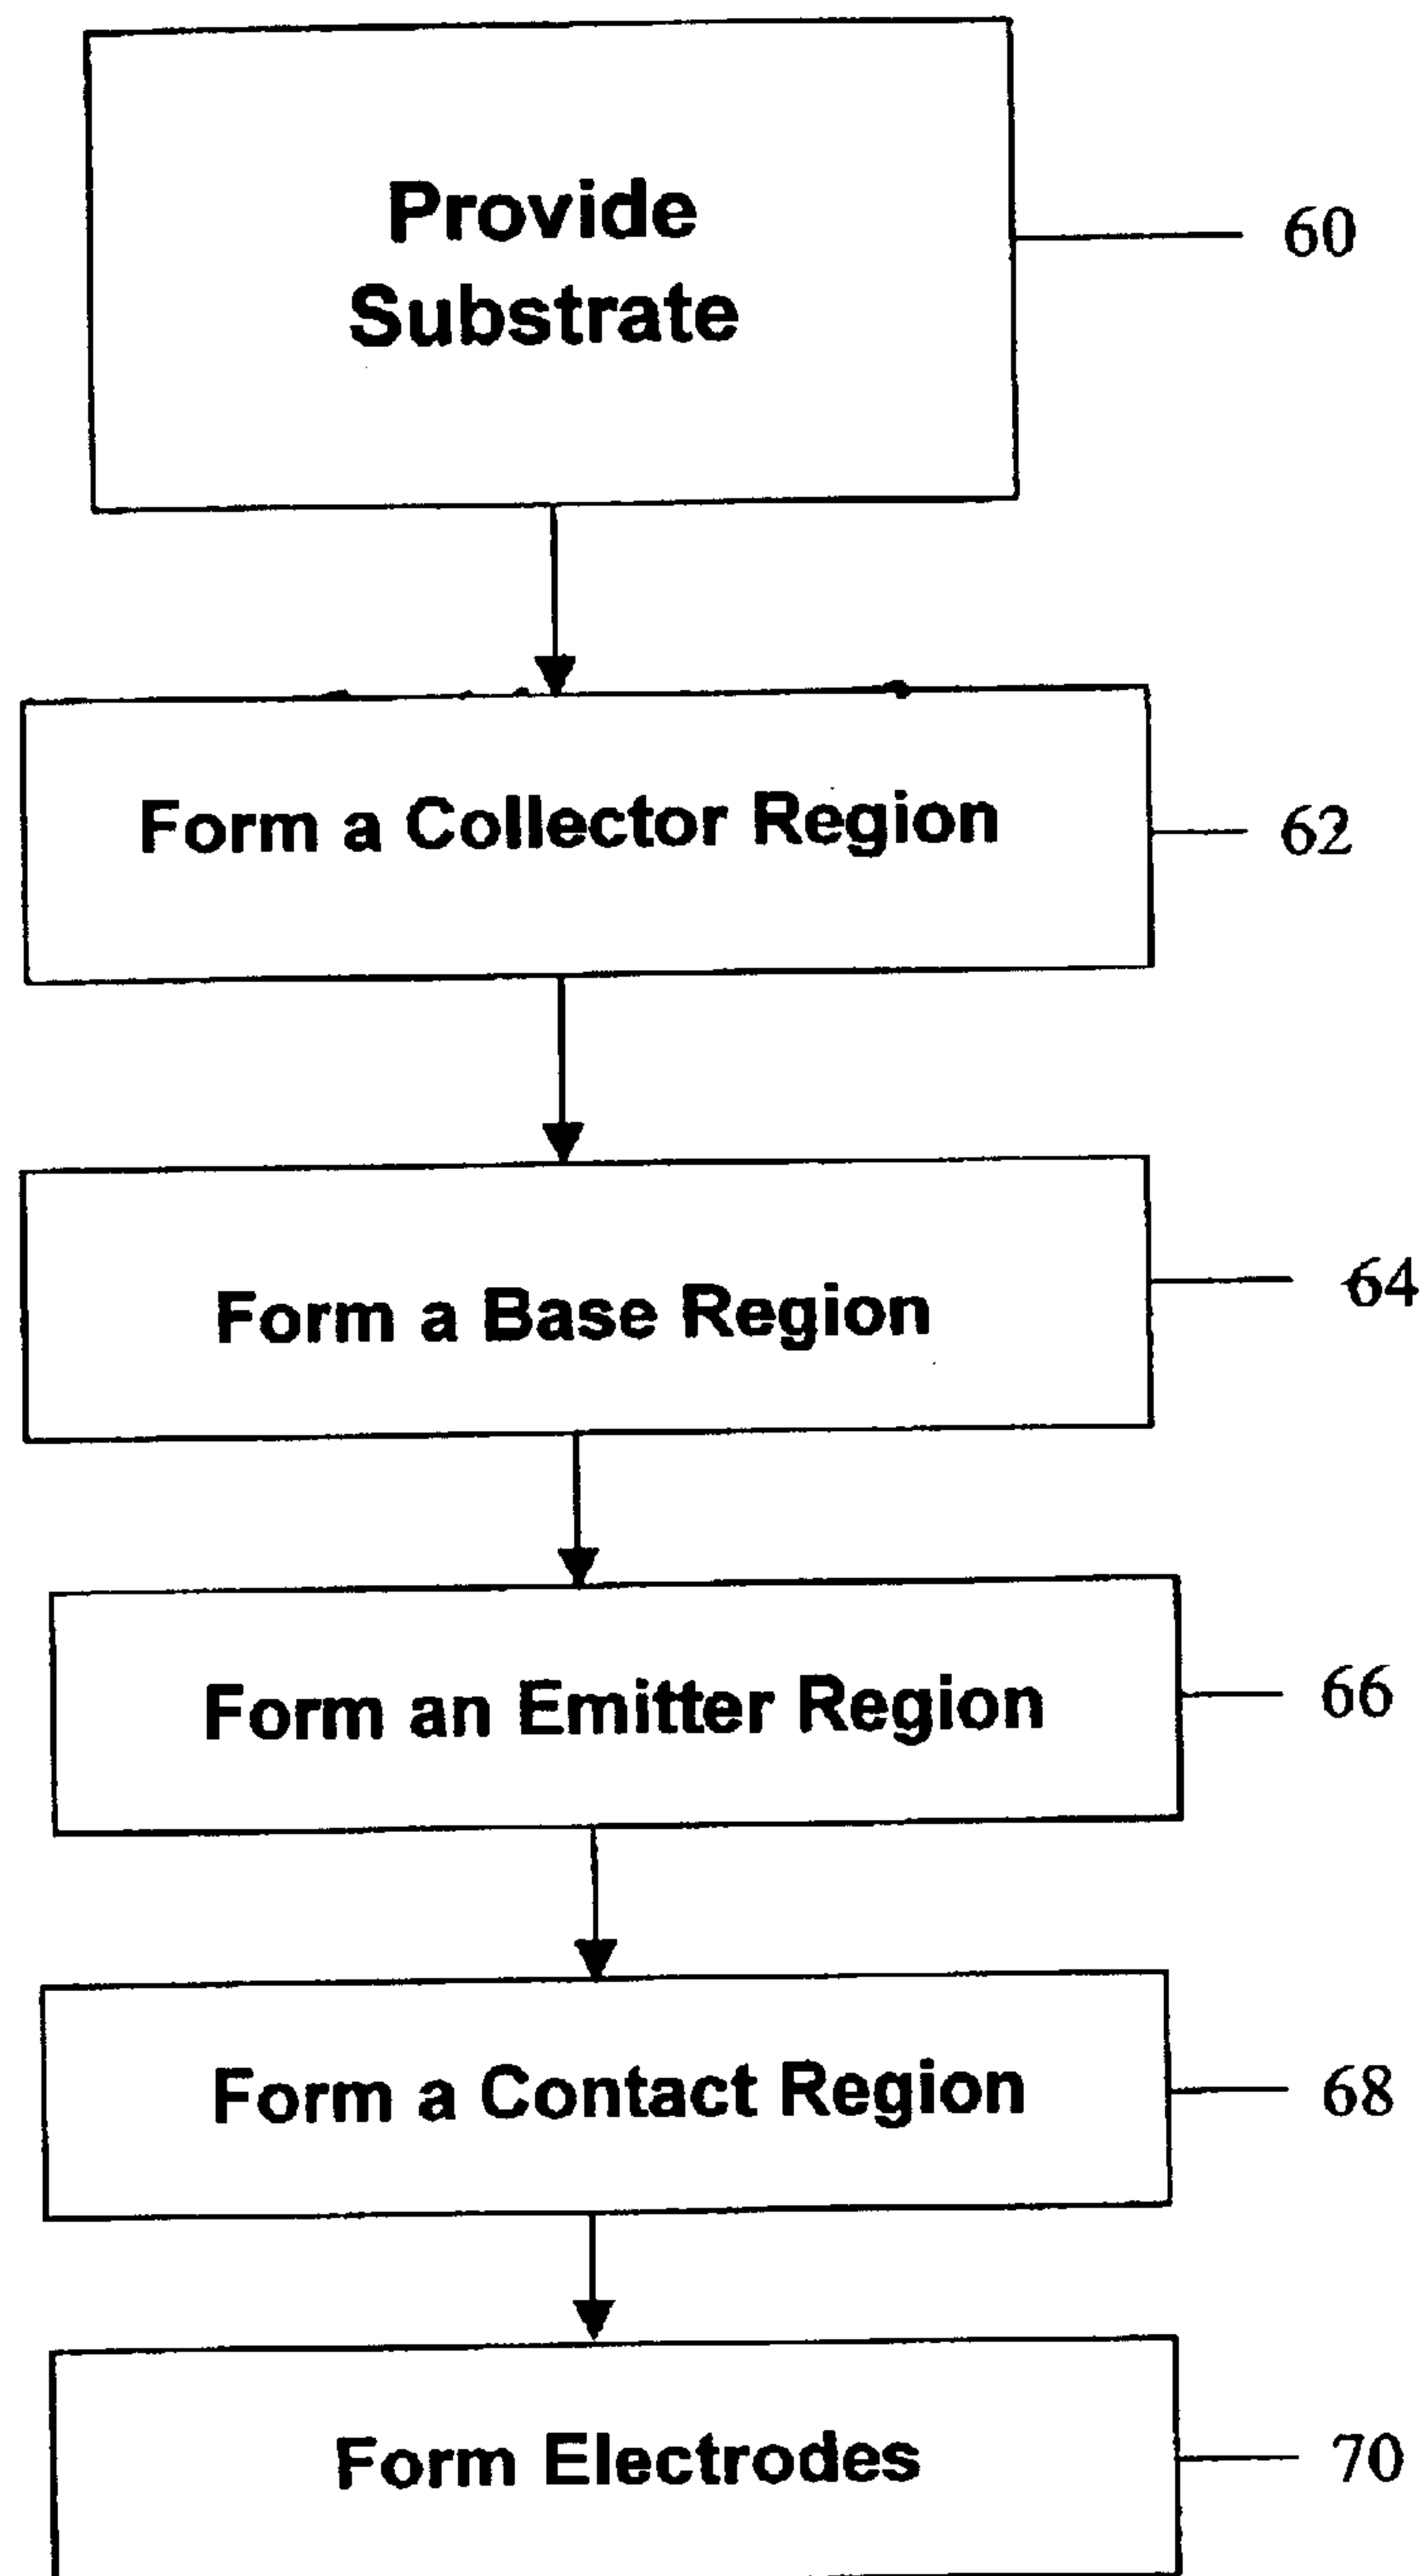 Provide
Substrate
60
Form a Collector Region
62
Form a Base Region
64
Form an Emitter Region
66
Form a Contact Region
68
Form Electrodes
70